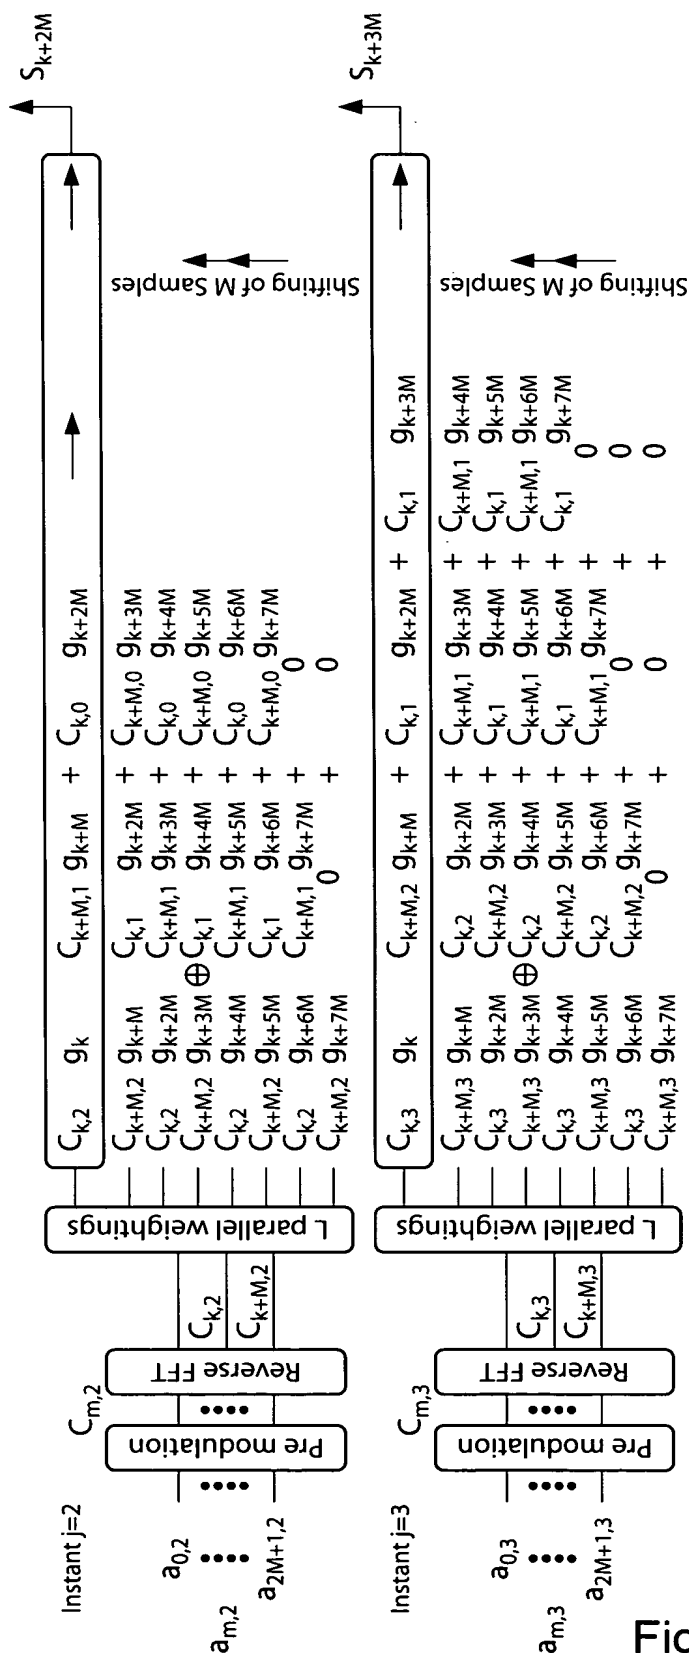 Instant j=2
a0,2
am,2
a2M+1,2
Pre modulation
Cm,2
Reverse FFT
Ck,2
Ck+M,2
L parallel weightings
Ck,2 gk + Ck+M,1 gk+M + Ck,0 gk+2M
Ck+M,2 gk+M Ck,1 gk+2M + Ck+M,0 gk+3M
Ck,2 gk+2M Ck+M,1 gk+3M + Ck,0 gk+4M
Ck+M,2 gk+3M ⊕ Ck,1 gk+4M + Ck+M,0 gk+5M
Ck,2 gk+4M Ck+M,1 gk+5M + Ck,0 gk+6M
Ck+M,2 gk+5M Ck,1 gk+6M + Ck+M,0 gk+7M
Ck,2 gk+6M Ck+M,1 gk+7M + 0
Ck+M,2 gk+7M 0 + 0
Shifting of M Samples
Sk+2M
Instant j=3
a0,3
am,3
a2M+1,3
Pre modulation
Cm,3
Reverse FFT
Ck,3
Ck+M,3
L parallel weightings
Ck,3 gk + Ck+M,2 gk+M + Ck,1 gk+2M + Ck,1 gk+3M
Ck+M,3 gk+M Ck,2 gk+2M + Ck+M,1 gk+3M + Ck+M,1 gk+4M
Ck,3 gk+2M Ck+M,2 gk+3M + Ck,1 gk+4M + Ck,1 gk+5M
Ck+M,3 gk+3M ⊕ Ck,2 gk+4M + Ck+M,1 gk+5M + Ck+M,1 gk+6M
Ck,3 gk+4M Ck+M,2 gk+5M + Ck,1 gk+6M + Ck,1 gk+7M
Ck+M,3 gk+5M Ck,2 gk+6M + Ck+M,1 gk+7M + 0
Ck,3 gk+6M Ck+M,2 gk+7M + 0 + 0
Ck+M,3 gk+7M 0 + 0 + 0
Shifting of M Samples
Sk+3M
Fig